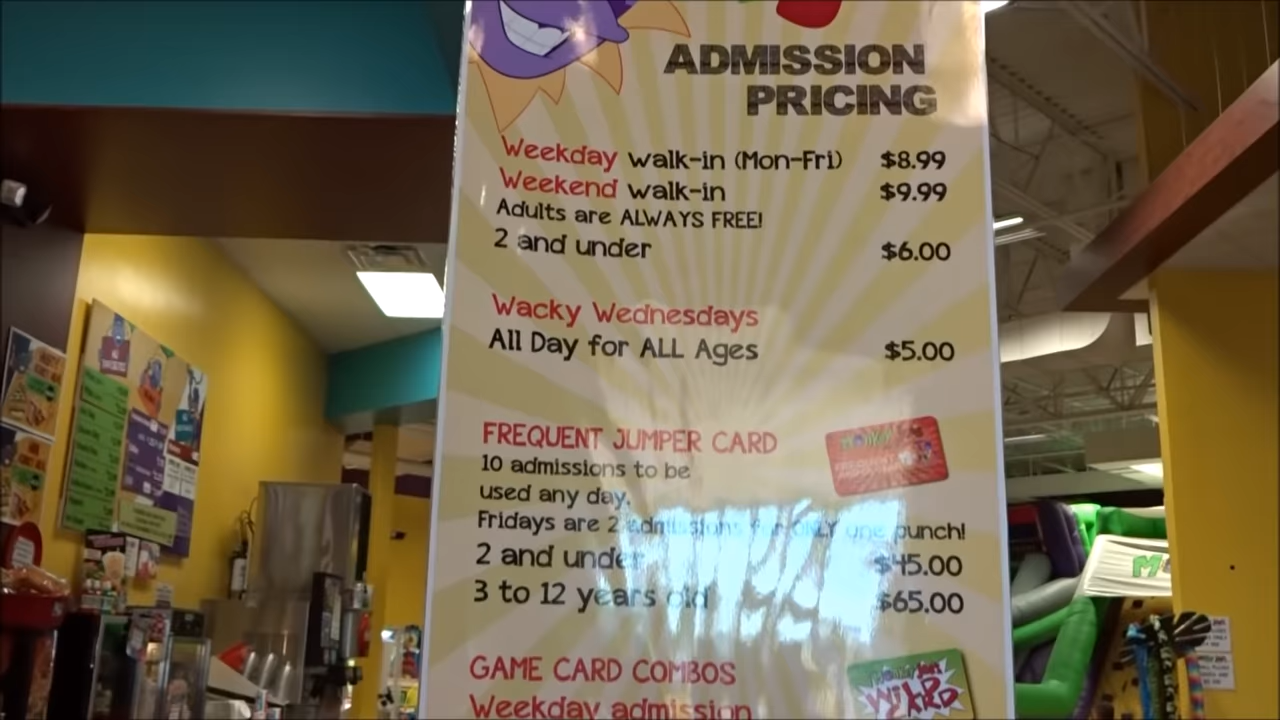 ADMISSION
PRICING
Weekday walk-in (Mon-Fri) $8.99
Weekend walk-in $9.99
Adults are ALWAYS FREE!
2 and under $6.00
Wacky Wednesdays
All Day for ALL Ages $5.00
FREQUENT JUMPER CARD
10 admissions to be
used any day.
Fridays are 2 admissions for ONLY one punch!
2 and under $45.00
3 to 12 years old $65.00
GAME CARD COMBOS
Weekday admission
FREQUENT